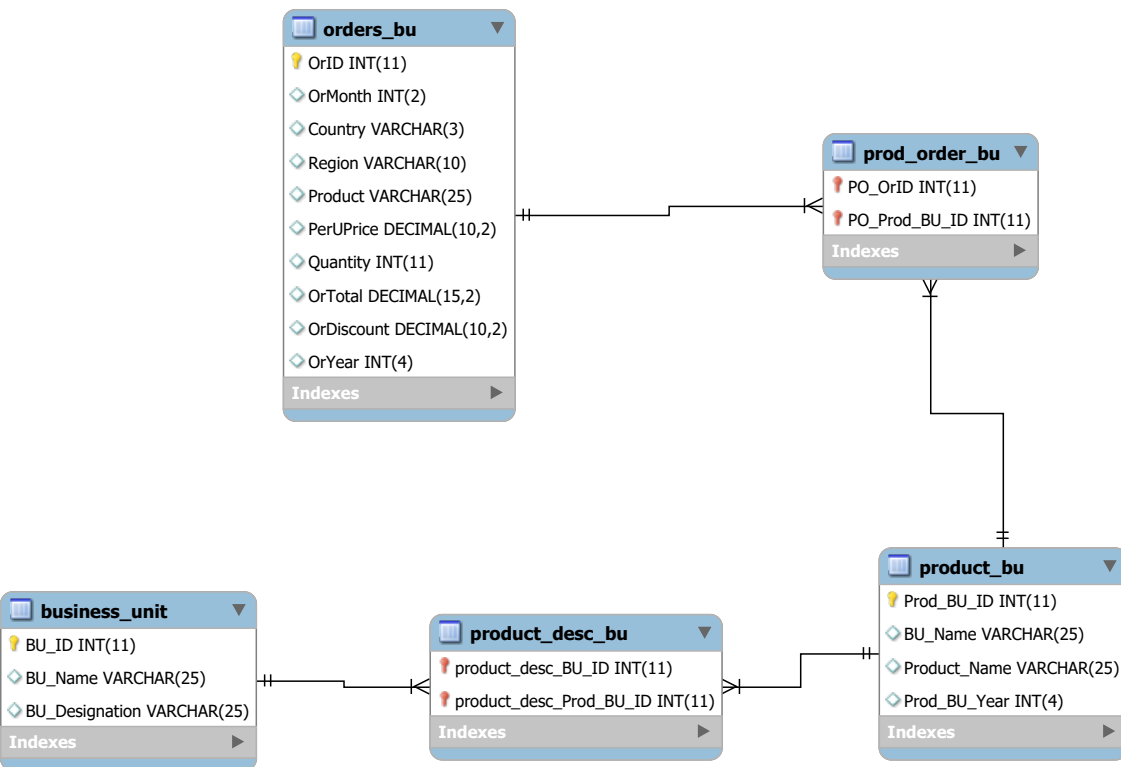 orders_bu
OrID INT(11)
OrMonth INT(2)
Country VARCHAR(3)
Region VARCHAR(10)
Product VARCHAR(25)
PerUPrice DECIMAL(10,2)
Quantity INT(11)
OrTotal DECIMAL(15,2)
OrDiscount DECIMAL(10,2)
OrYear INT(4)
Indexes
prod_order_bu
PO_OrID INT(11)
PO_Prod_BU_ID INT(11)
Indexes
business_unit
BU_ID INT(11)
BU_Name VARCHAR(25)
BU_Designation VARCHAR(25)
Indexes
product_desc_bu
product_desc_BU_ID INT(11)
product_desc_Prod_BU_ID INT(11)
Indexes
product_bu
Prod_BU_ID INT(11)
BU_Name VARCHAR(25)
Product_Name VARCHAR(25)
Prod_BU_Year INT(4)
Indexes